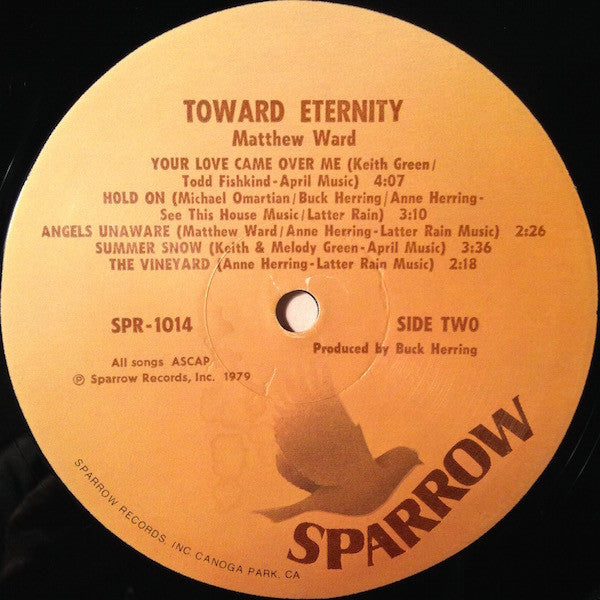 TOWARD ETERNITY
Matthew Ward
YOUR LOVE CAME OVER ME (Keith Green/
Todd Fishkind-April Music) 4:07
HOLD ON (Michael Omartian/Buck Herring/Anne Herring-
See This House Music/Latter Rain) 3:10
ANGELS UNAWARE (Matthew Ward/Anne Herring-Latter Rain Music) 2:26
SUMMER SNOW (Keith & Melody Green-April Music) 3:36
THE VINEYARD (Anne Herring-Latter Rain Music) 2:18
SPR-1014
SIDE TWO
Produced by Buck Herring
All songs ASCAP
℗ Sparrow Records, Inc. 1979
SPARROW
SPARROW RECORDS, INC CANOGA PARK, CA